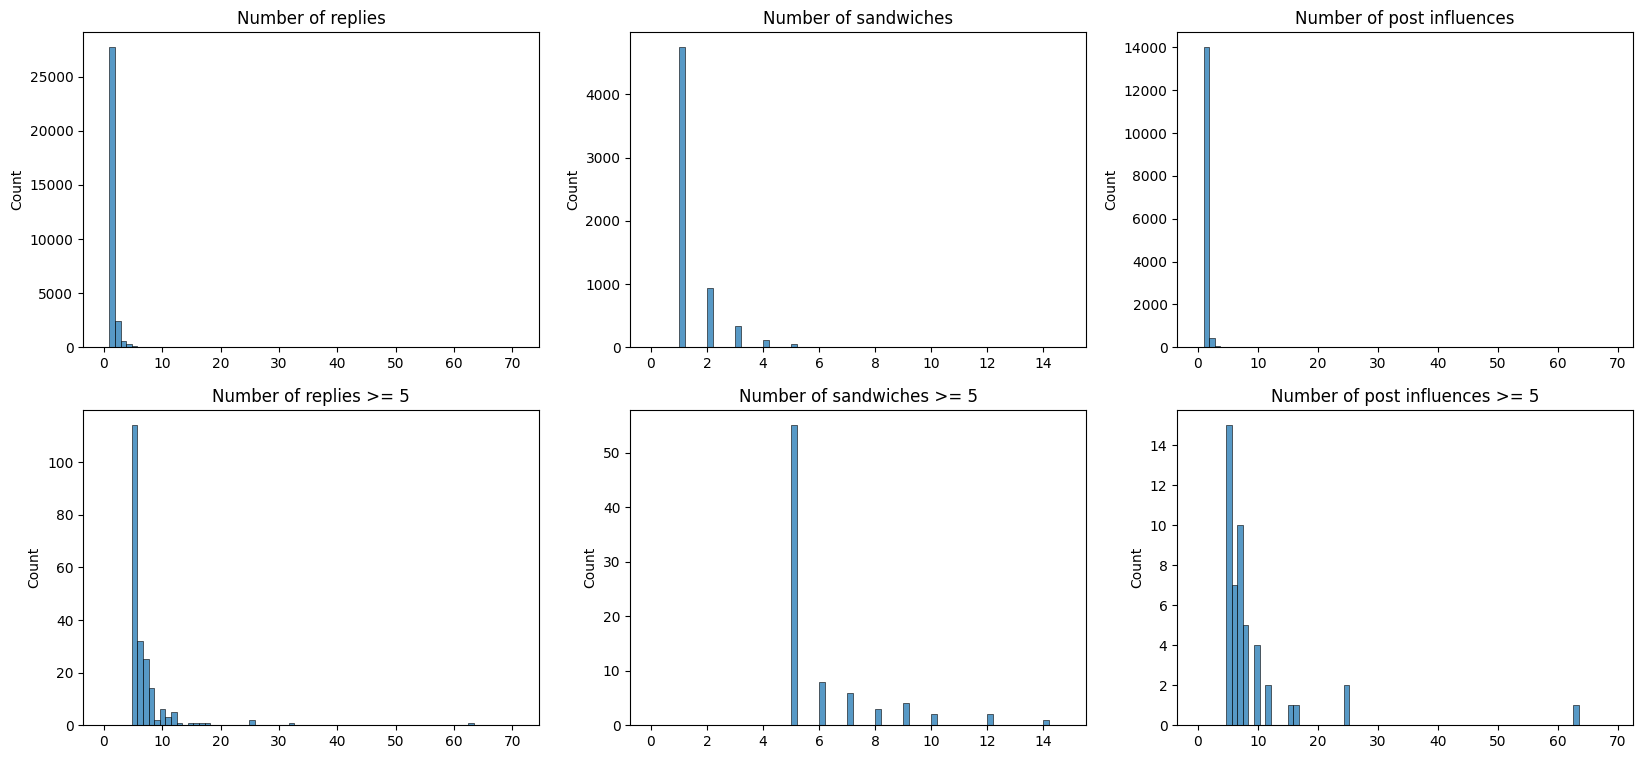 Number of replies
Count
25000
20000
15000
10000
5000
0
0 10 20 30 40 50 60 70
Number of sandwiches
Count
4000
3000
2000
1000
0
0 2 4 6 8 10 12 14
Number of post influences
Count
14000
12000
10000
8000
6000
4000
2000
0
0 10 20 30 40 50 60 70
Number of replies >= 5
Count
100
80
60
40
20
0
0 10 20 30 40 50 60 70
Number of sandwiches >= 5
Count
50
40
30
20
10
0
0 2 4 6 8 10 12 14
Number of post influences >= 5
Count
14
12
10
8
6
4
2
0
0 10 20 30 40 50 60 70